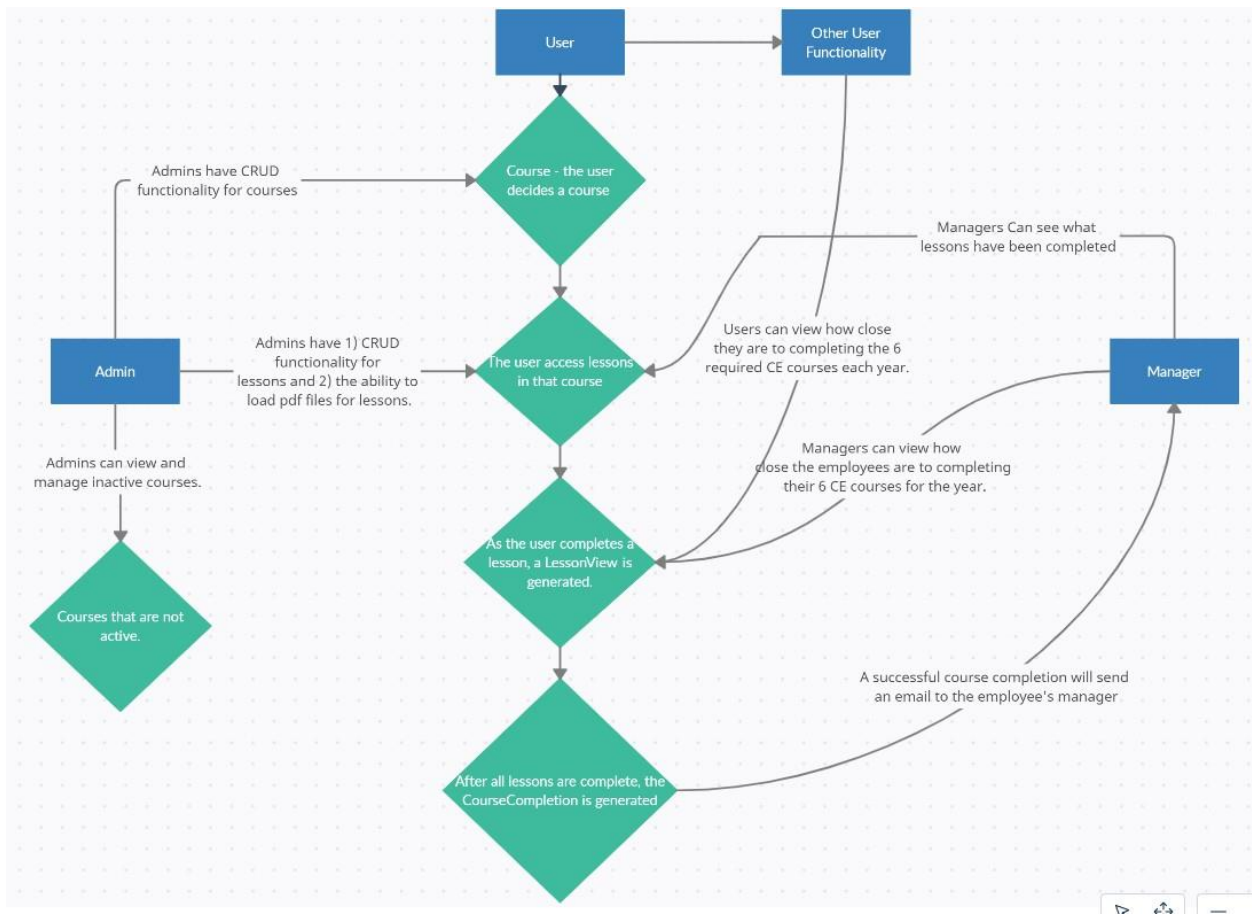 User
Other User
Functionality
Course - the user
decides a course
Admins have CRUD
functionality for courses
Managers Can see what
lessons have been completed
Users can view how close
they are to completing the 6
required CE courses each year.
Admin
Admins have 1) CRUD
functionality for
lessons and 2) the ability to
load pdf files for lessons.
The user access lessons
in that course
Manager
Managers can view how
close the employees are to completing
their 6 CE courses for the year.
Admins can view and
manage inactive courses.
As the user completes a
lesson, a LessonView is
generated.
Courses that are not
active.
A successful course completion will send
an email to the employee's manager
After all lessons are complete, the
CourseCompletion is generated